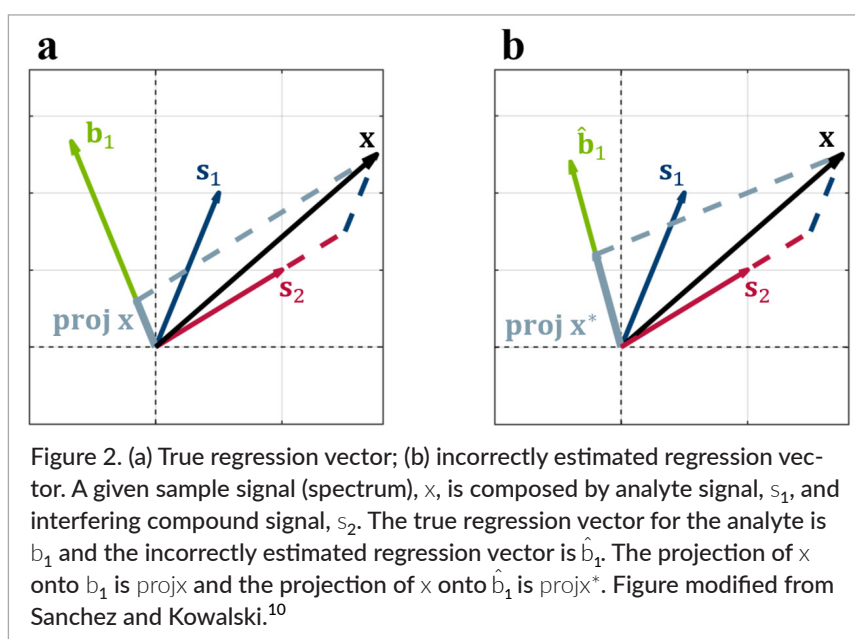 a
b
b₁
s₁
x
s₂
proj x
b̂₁
s₁
x
s₂
proj x*
Figure 2. (a) True regression vector; (b) incorrectly estimated regression vec-
tor. A given sample signal (spectrum), x, is composed by analyte signal, s₁, and
interfering compound signal, s₂. The true regression vector for the analyte is
b₁ and the incorrectly estimated regression vector is b̂₁. The projection of x
onto b₁ is projx and the projection of x onto b̂₁ is projx*. Figure modified from
Sanchez and Kowalski.¹⁰